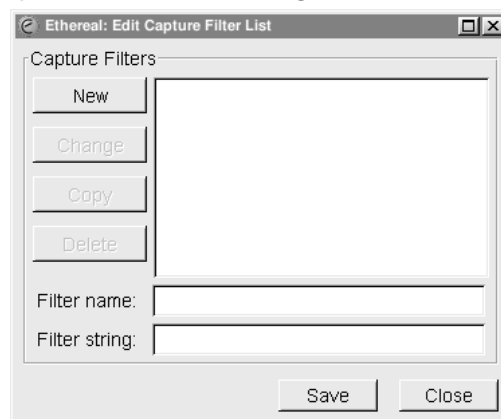 Ethereal: Edit Capture Filter List
Capture Filters
New
Change
Copy
Delete
Filter name:
Filter string:
Save Close